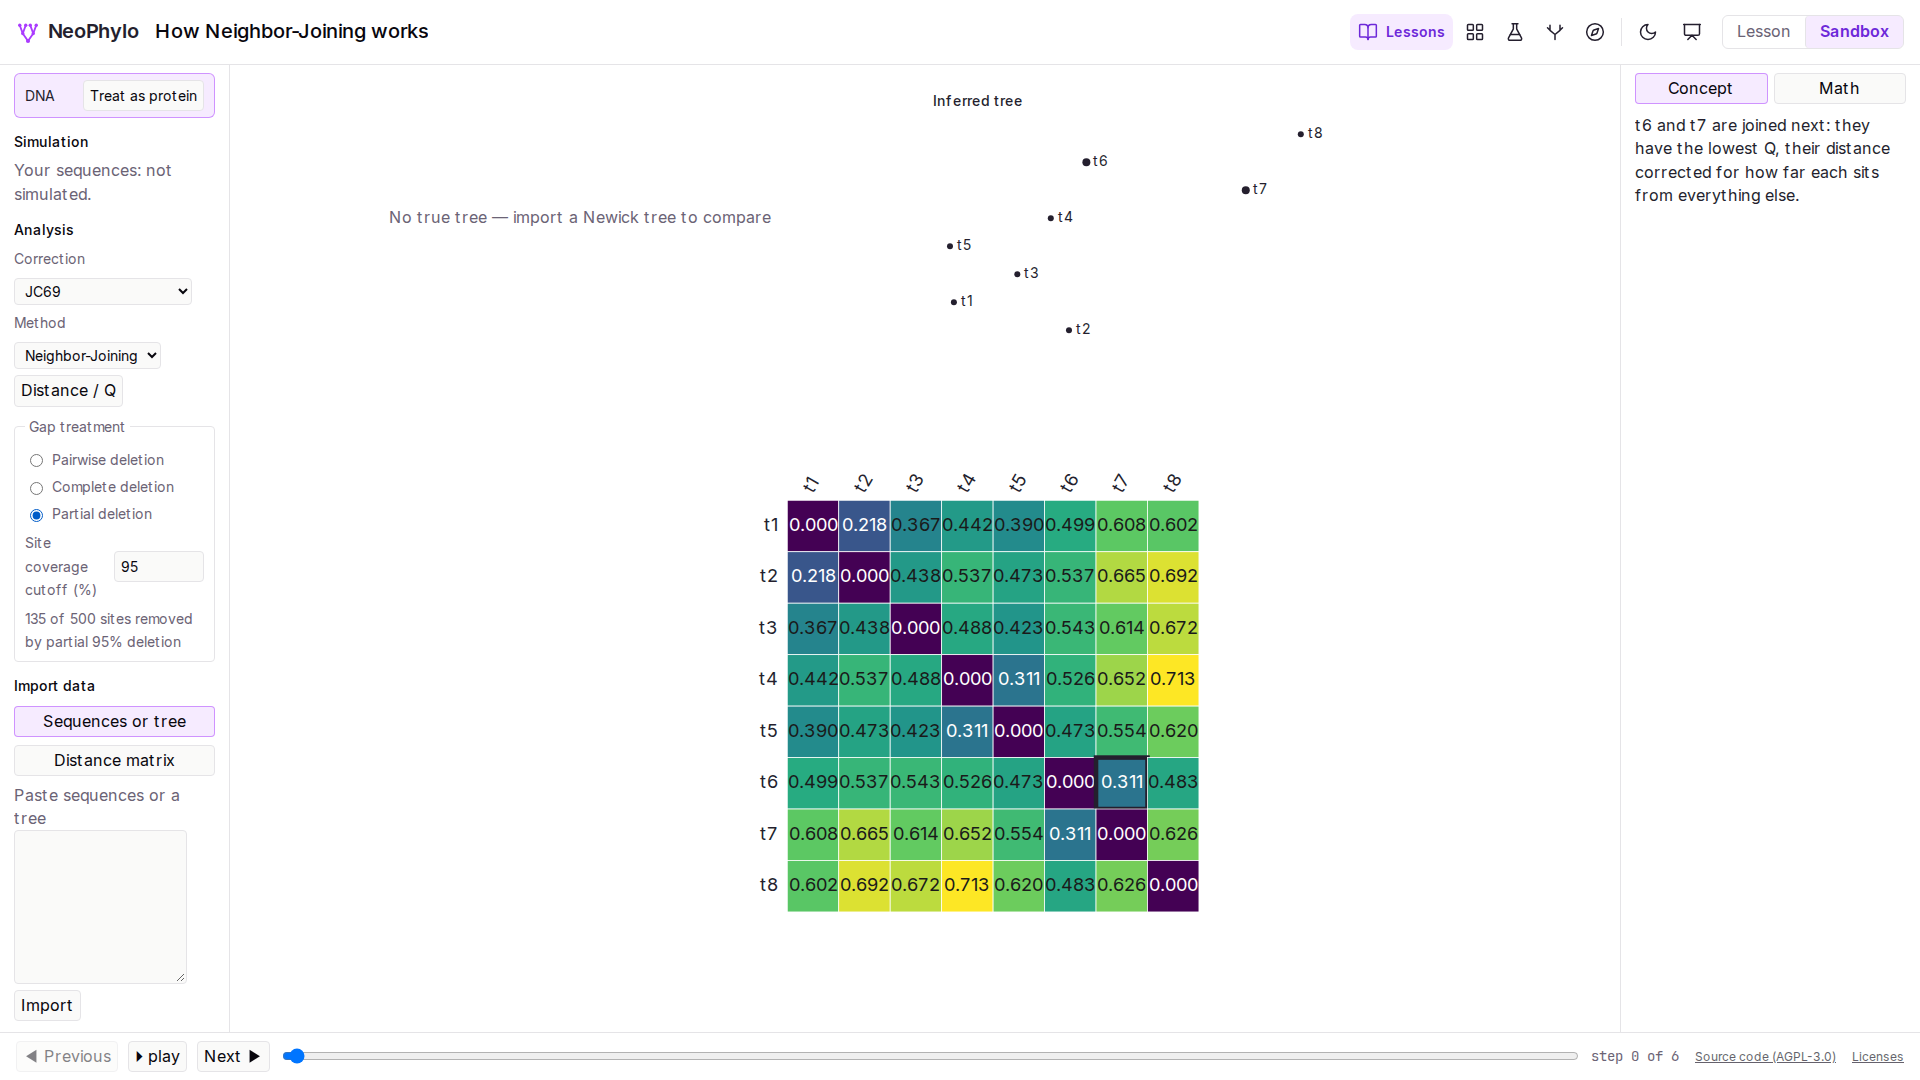 NeoPhylo How Neighbor-Joining works
Lessons
Lesson Sandbox
DNA Treat as protein
Simulation
Your sequences: not
simulated.
Analysis
Correction
JC69
Method
Neighbor-Joining
Distance / Q
Gap treatment
Pairwise deletion
Complete deletion
Partial deletion
Site
coverage
cutoff (%)
95
135 of 500 sites removed
by partial 95% deletion
Import data
Sequences or tree
Distance matrix
Paste sequences or a
tree
Import
No true tree — import a Newick tree to compare
Inferred tree
t8
t6
t7
t4
t5
t3
t1
t2
t1 t2 t3 t4 t5 t6 t7 t8
t1 0.000 0.218 0.367 0.442 0.390 0.499 0.608 0.602
t2 0.218 0.000 0.438 0.537 0.473 0.537 0.665 0.692
t3 0.367 0.438 0.000 0.488 0.423 0.543 0.614 0.672
t4 0.442 0.537 0.488 0.000 0.311 0.526 0.652 0.713
t5 0.390 0.473 0.423 0.311 0.000 0.473 0.554 0.620
t6 0.499 0.537 0.543 0.526 0.473 0.000 0.311 0.483
t7 0.608 0.665 0.614 0.652 0.554 0.311 0.000 0.626
t8 0.602 0.692 0.672 0.713 0.620 0.483 0.626 0.000
Concept Math
t6 and t7 are joined next: they
have the lowest Q, their distance
corrected for how far each sits
from everything else.
◀ Previous play Next ▶ step 0 of 6 Source code (AGPL-3.0) Licenses